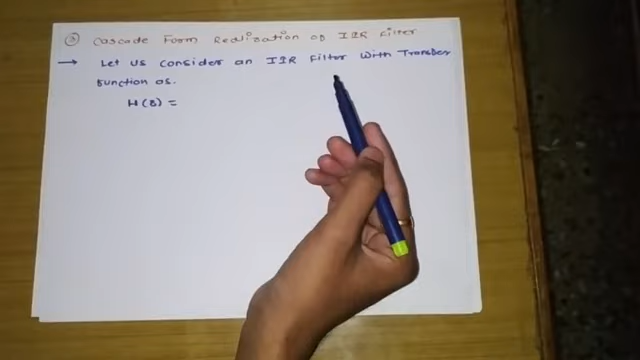 ③ Cascade Form Realization of IIR Filter
→ Let us consider an IIR Filter with Transfer
function as.
H(z) =